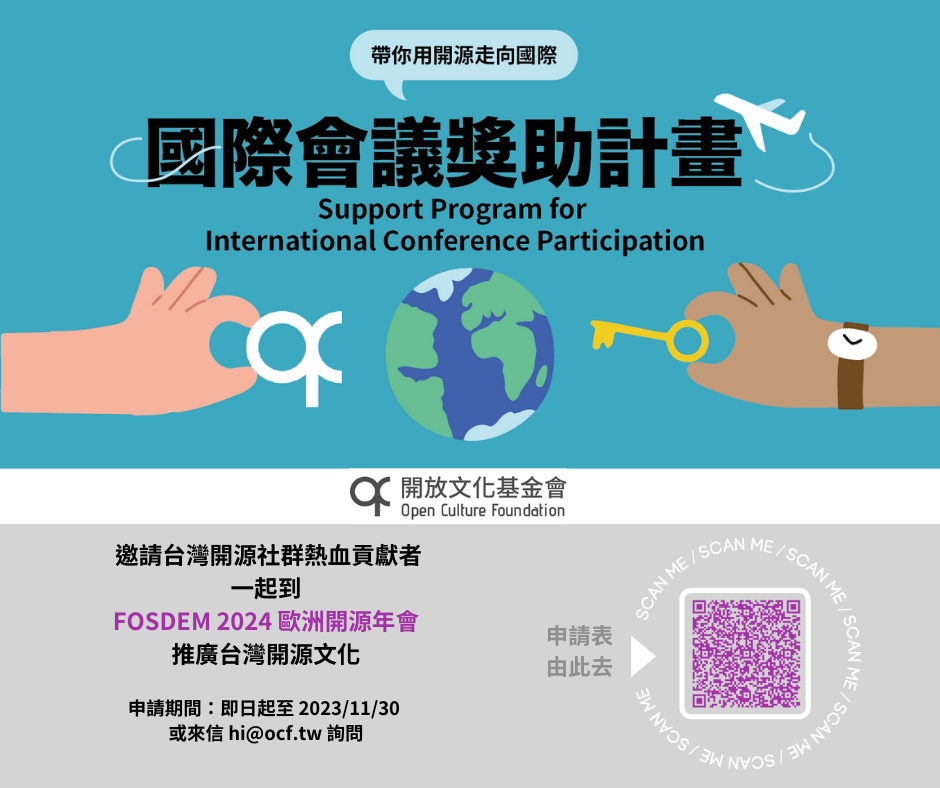 帶你用開源走向國際
國際會議獎助計畫
Support Program for
International Conference Participation
開放文化基金會
Open Culture Foundation
邀請台灣開源社群熱血貢獻者
一起到
FOSDEM 2024 歐洲開源年會
推廣台灣開源文化
申請期間：即日起至 2023/11/30
或來信 hi@ocf.tw 詢問
申請表
由此去
SCAN ME / SCAN ME / SCAN ME / SCAN ME / SCAN ME / SCAN ME / SCAN ME / SCAN ME